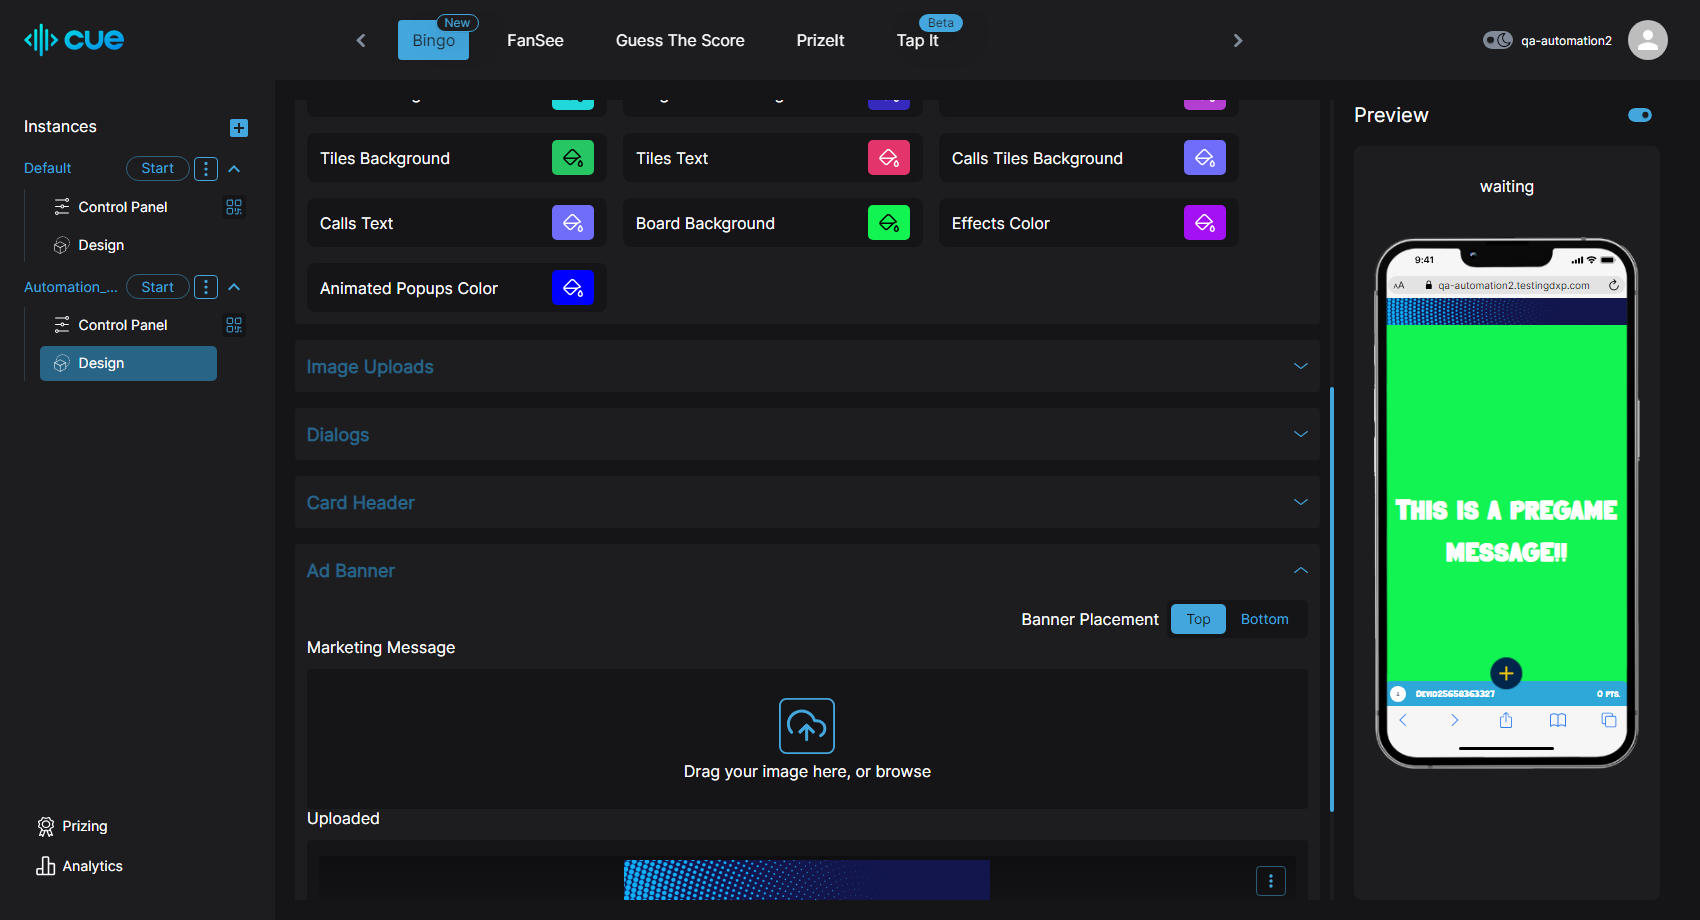 cue
Bingo
New
FanSee
Guess The Score
PrizeIt
Tap It
Beta
qa-automation2
Instances
Default
Start
Control Panel
Design
Automation_...
Start
Control Panel
Design
Prizing
Analytics
Tiles Background
Tiles Text
Calls Tiles Background
Calls Text
Board Background
Effects Color
Animated Popups Color
Image Uploads
Dialogs
Card Header
Ad Banner
Banner Placement
Top
Bottom
Marketing Message
Drag your image here, or browse
Uploaded
Preview
waiting
9:41
AA
qa-automation2.testingdxp.com
THIS IS A PREGAME
MESSAGE!!
0 PTS.